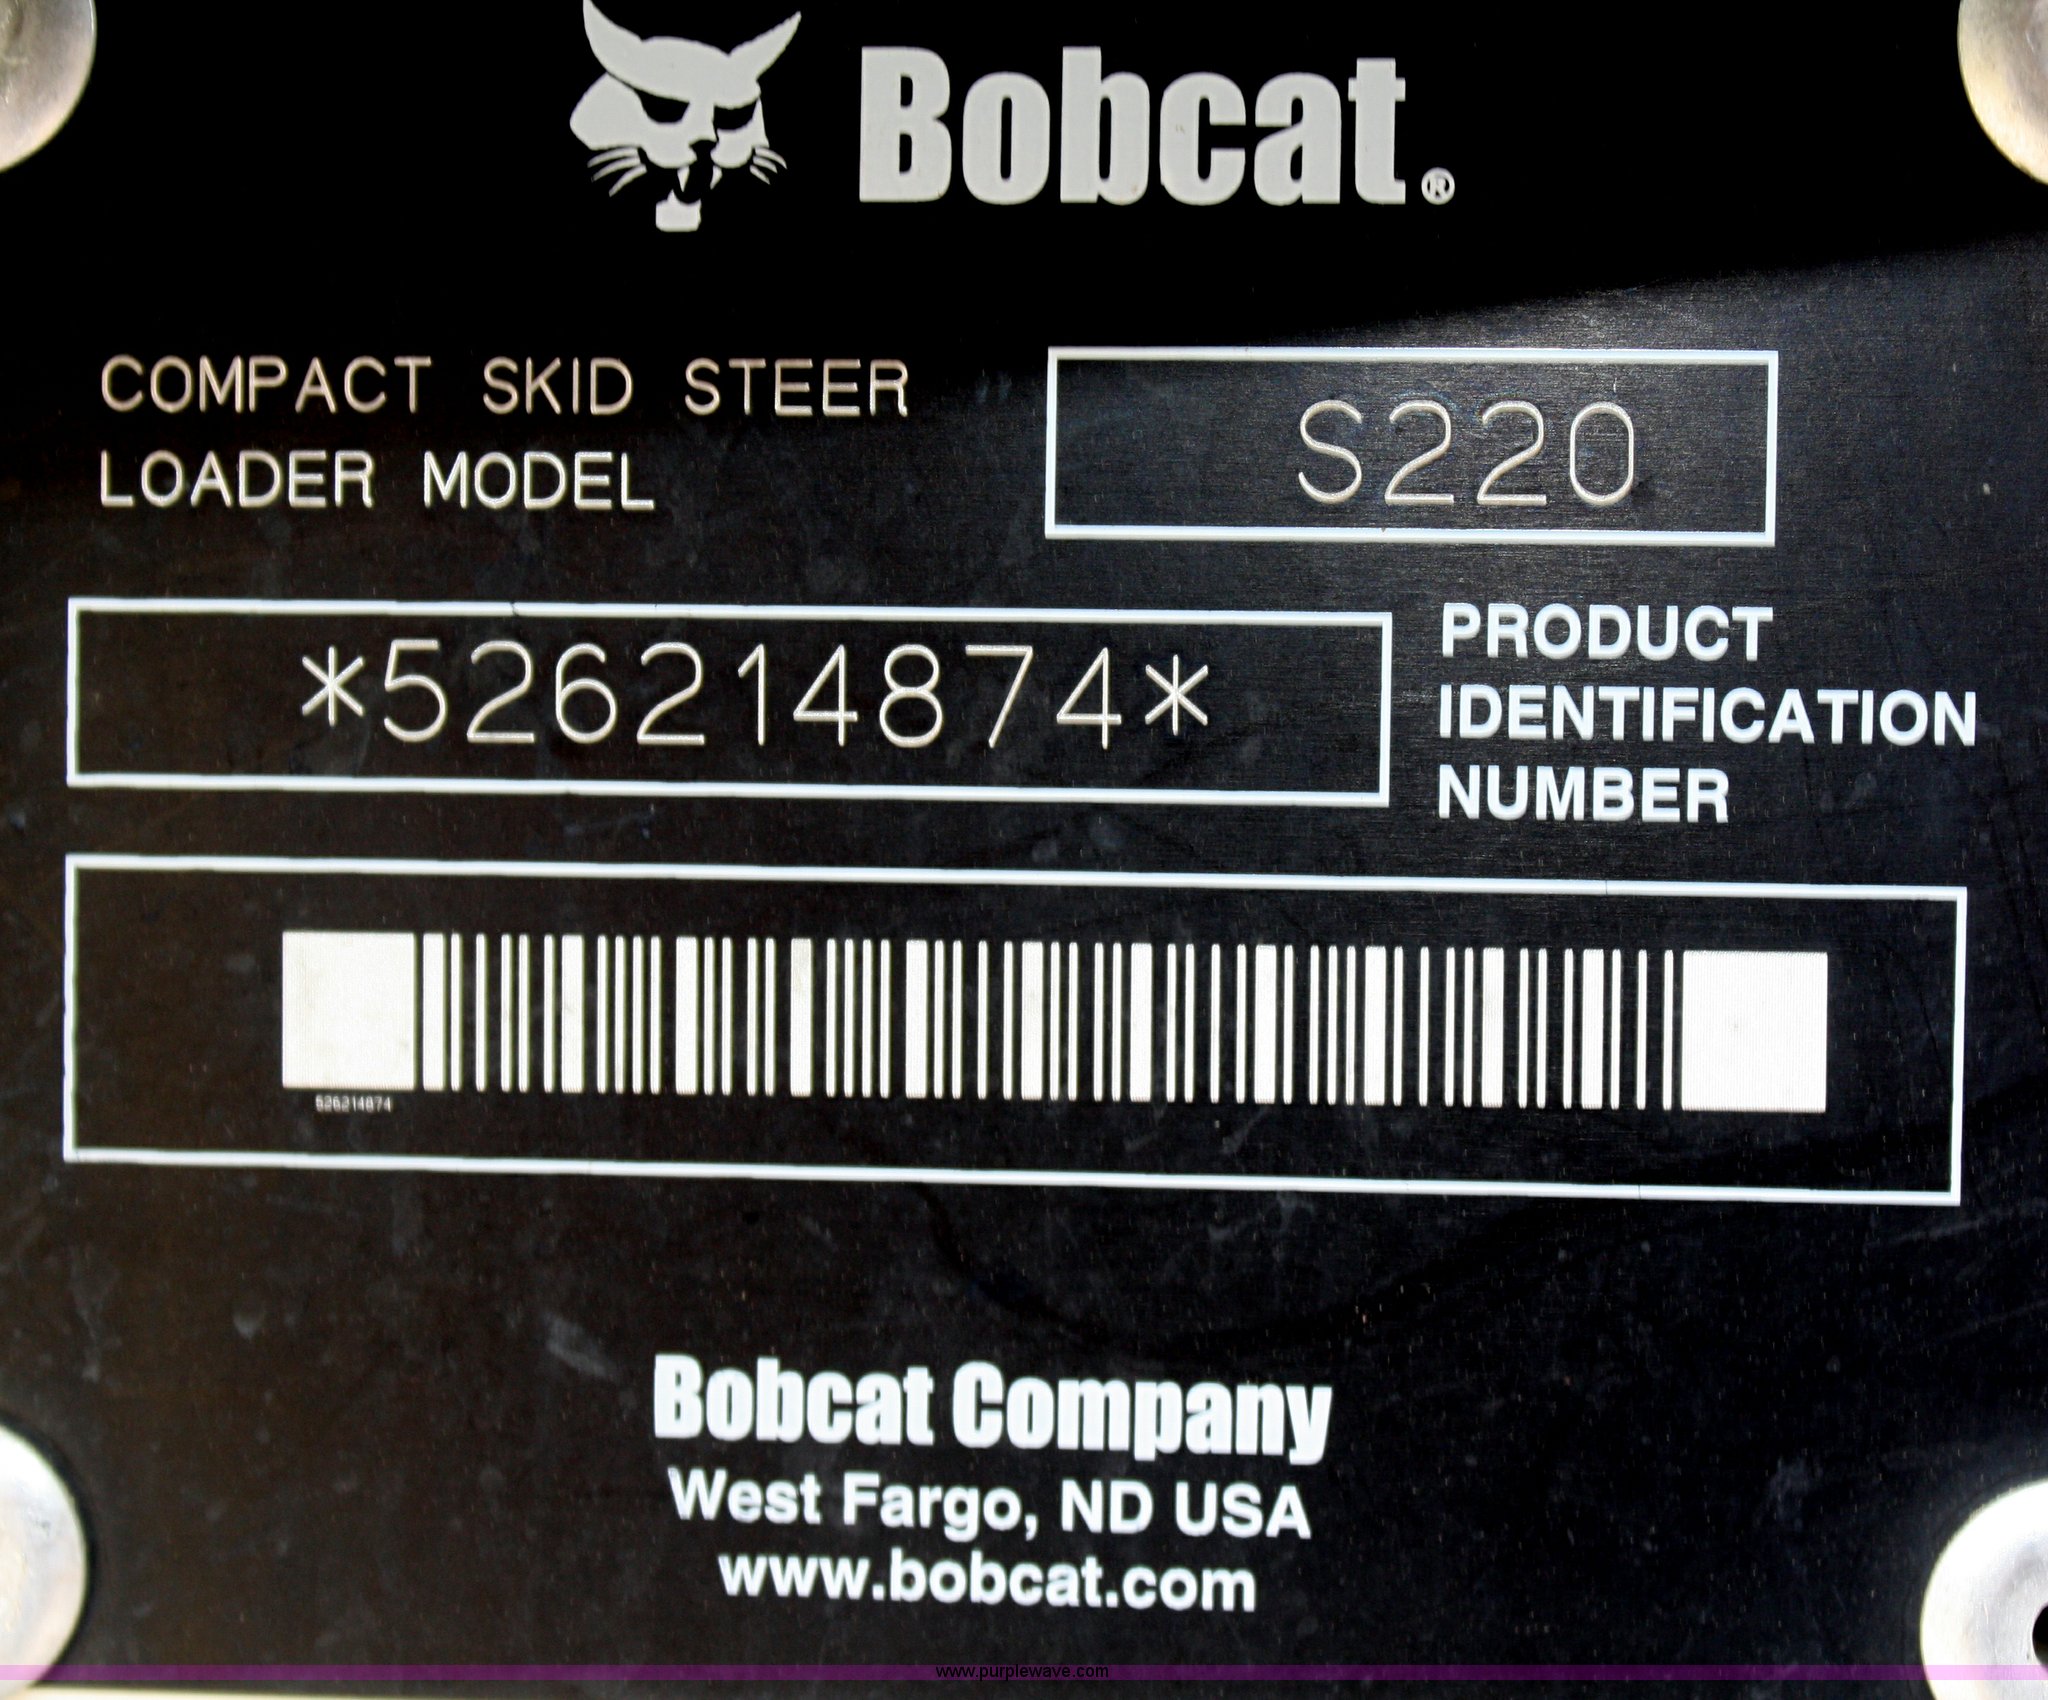 Bobcat®
COMPACT SKID STEER
LOADER MODEL
S220
*526214874*
PRODUCT
IDENTIFICATION
NUMBER
526214874
Bobcat Company
West Fargo, ND USA
www.bobcat.com
www.purplewave.com